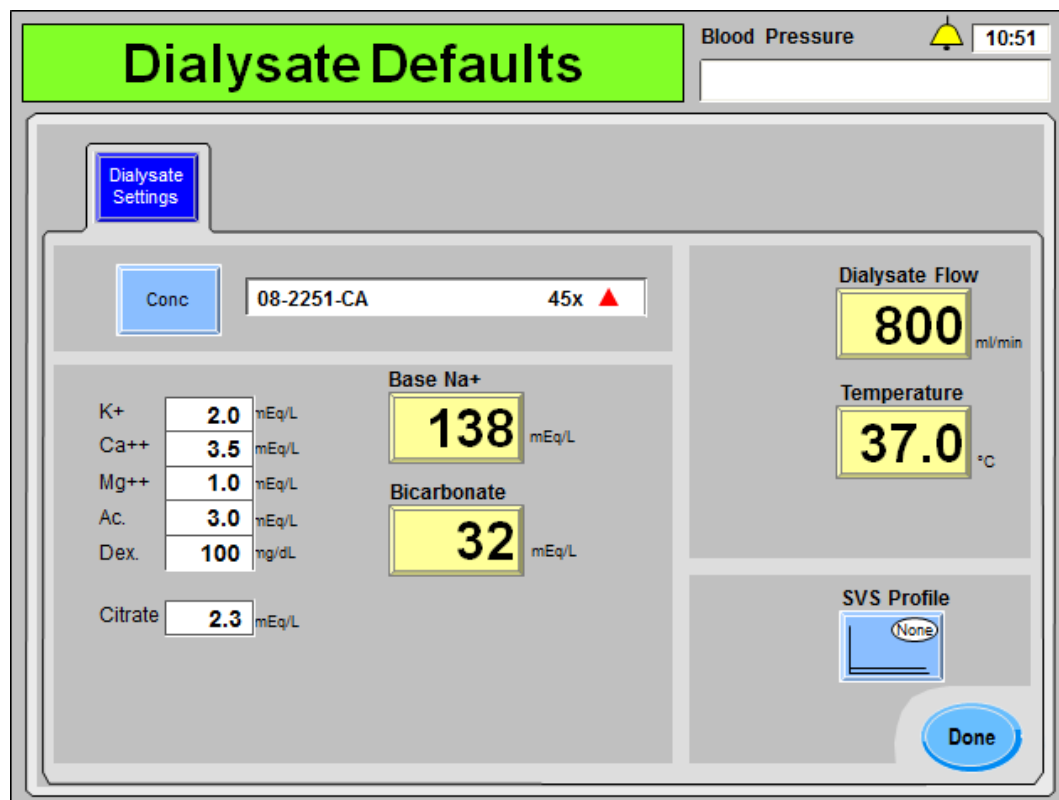 Dialysate Defaults
Blood Pressure
10:51
Dialysate
Settings
Conc
08-2251-CA 45x
Dialysate Flow
800 ml/min
Temperature
37.0 °C
Base Na+
138 mEq/L
Bicarbonate
32 mEq/L
K+ 2.0 mEq/L
Ca++ 3.5 mEq/L
Mg++ 1.0 mEq/L
Ac. 3.0 mEq/L
Dex. 100 mg/dL
Citrate 2.3 mEq/L
SVS Profile
None
Done